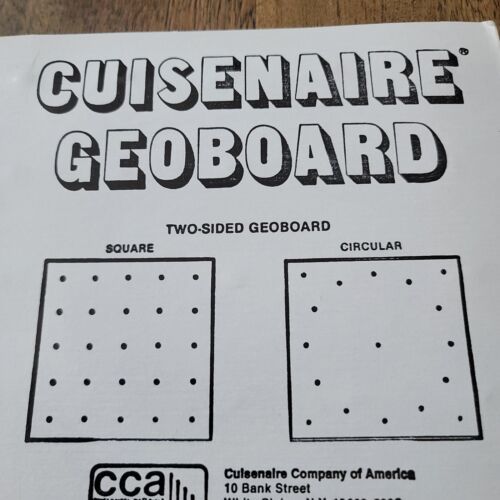 CUISENAIRE®
GEOBOARD
TWO-SIDED GEOBOARD
SQUARE
CIRCULAR
cca
Cuisenaire Company of America
10 Bank Street